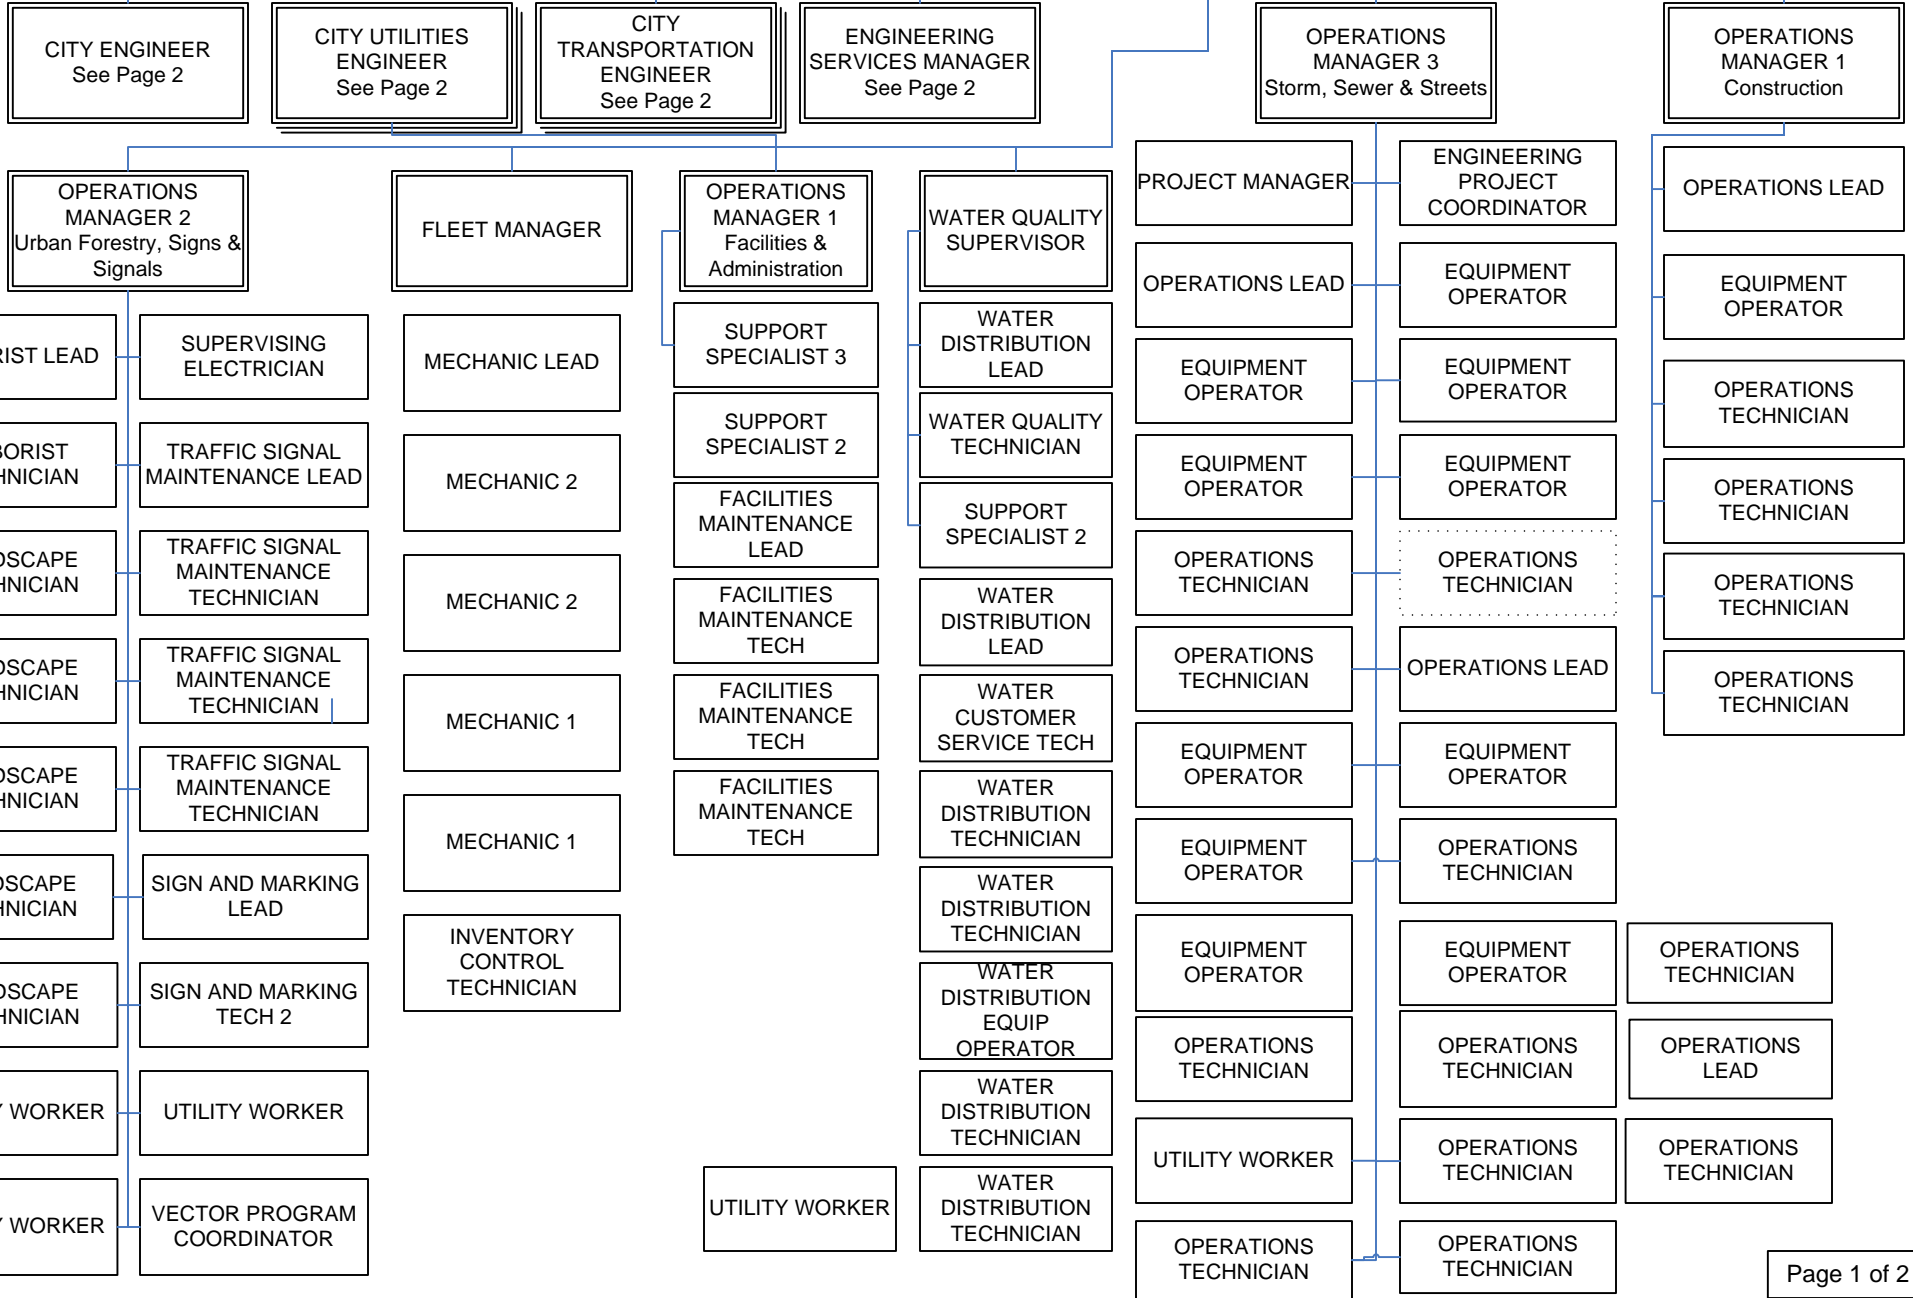 CITY ENGINEER
See Page 2
CITY UTILITIES
ENGINEER
See Page 2
CITY
TRANSPORTATION
ENGINEER
See Page 2
ENGINEERING
SERVICES MANAGER
See Page 2
OPERATIONS
MANAGER 3
Storm, Sewer & Streets
OPERATIONS
MANAGER 1
Construction
OPERATIONS
MANAGER 2
Urban Forestry, Signs &
Signals
FLEET MANAGER
OPERATIONS
MANAGER 1
Facilities &
Administration
WATER QUALITY
SUPERVISOR
LEAD
SUPERVISING
ELECTRICIAN
TRAFFIC SIGNAL
MAINTENANCE LEAD
TRAFFIC SIGNAL
MAINTENANCE
TECHNICIAN
TRAFFIC SIGNAL
MAINTENANCE
TECHNICIAN
TRAFFIC SIGNAL
MAINTENANCE
TECHNICIAN
SIGN AND MARKING
LEAD
SIGN AND MARKING
TECH 2
WORKER
UTILITY WORKER
WORKER
VECTOR PROGRAM
COORDINATOR
MECHANIC LEAD
MECHANIC 2
MECHANIC 2
MECHANIC 1
MECHANIC 1
INVENTORY
CONTROL
TECHNICIAN
SUPPORT
SPECIALIST 3
SUPPORT
SPECIALIST 2
FACILITIES
MAINTENANCE
LEAD
FACILITIES
MAINTENANCE
TECH
FACILITIES
MAINTENANCE
TECH
FACILITIES
MAINTENANCE
TECH
UTILITY WORKER
WATER
DISTRIBUTION
LEAD
WATER QUALITY
TECHNICIAN
SUPPORT
SPECIALIST 2
WATER
DISTRIBUTION
LEAD
WATER
CUSTOMER
SERVICE TECH
WATER
DISTRIBUTION
TECHNICIAN
WATER
DISTRIBUTION
TECHNICIAN
WATER
DISTRIBUTION
EQUIP
OPERATOR
WATER
DISTRIBUTION
TECHNICIAN
WATER
DISTRIBUTION
TECHNICIAN
PROJECT MANAGER
ENGINEERING
PROJECT
COORDINATOR
OPERATIONS LEAD
EQUIPMENT
OPERATOR
EQUIPMENT
OPERATOR
EQUIPMENT
OPERATOR
EQUIPMENT
OPERATOR
EQUIPMENT
OPERATOR
OPERATIONS
TECHNICIAN
OPERATIONS
TECHNICIAN
OPERATIONS
TECHNICIAN
OPERATIONS LEAD
EQUIPMENT
OPERATOR
EQUIPMENT
OPERATOR
EQUIPMENT
OPERATOR
OPERATIONS
TECHNICIAN
EQUIPMENT
OPERATOR
EQUIPMENT
OPERATOR
OPERATIONS
TECHNICIAN
OPERATIONS
TECHNICIAN
OPERATIONS
TECHNICIAN
OPERATIONS
LEAD
UTILITY WORKER
OPERATIONS
TECHNICIAN
OPERATIONS
TECHNICIAN
OPERATIONS
TECHNICIAN
OPERATIONS
TECHNICIAN
OPERATIONS LEAD
EQUIPMENT
OPERATOR
OPERATIONS
TECHNICIAN
OPERATIONS
TECHNICIAN
OPERATIONS
TECHNICIAN
OPERATIONS
TECHNICIAN
Page 1 of 2